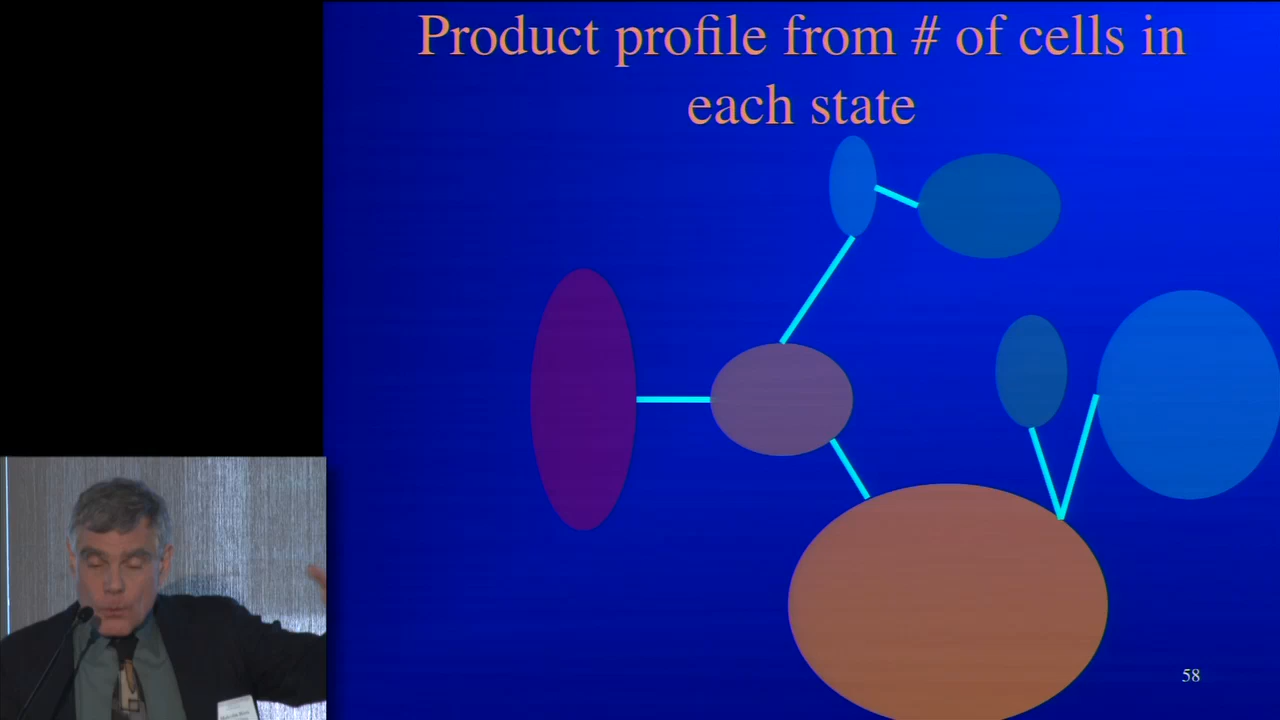 Product profile from # of cells in
each state
58